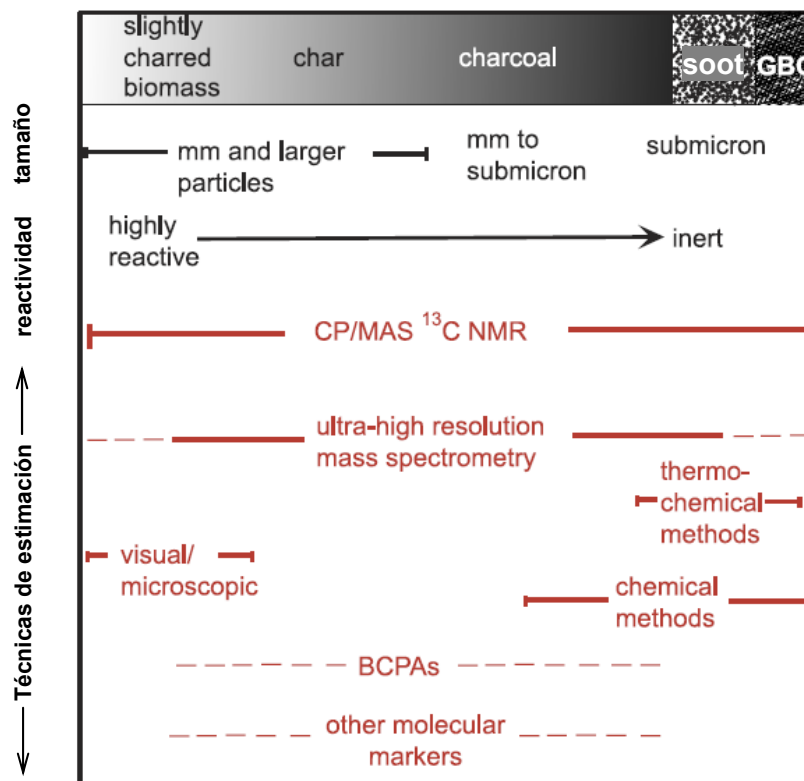 slightly
charred
biomass
char
charcoal
soot
GBC
tamaño
mm and larger
particles
mm to
submicron
submicron
reactividad
highly
reactive
inert
Técnicas de estimación
CP/MAS ¹³C NMR
ultra-high resolution
mass spectrometry
thermo-
chemical
methods
visual/
microscopic
chemical
methods
BCPAs
other molecular
markers